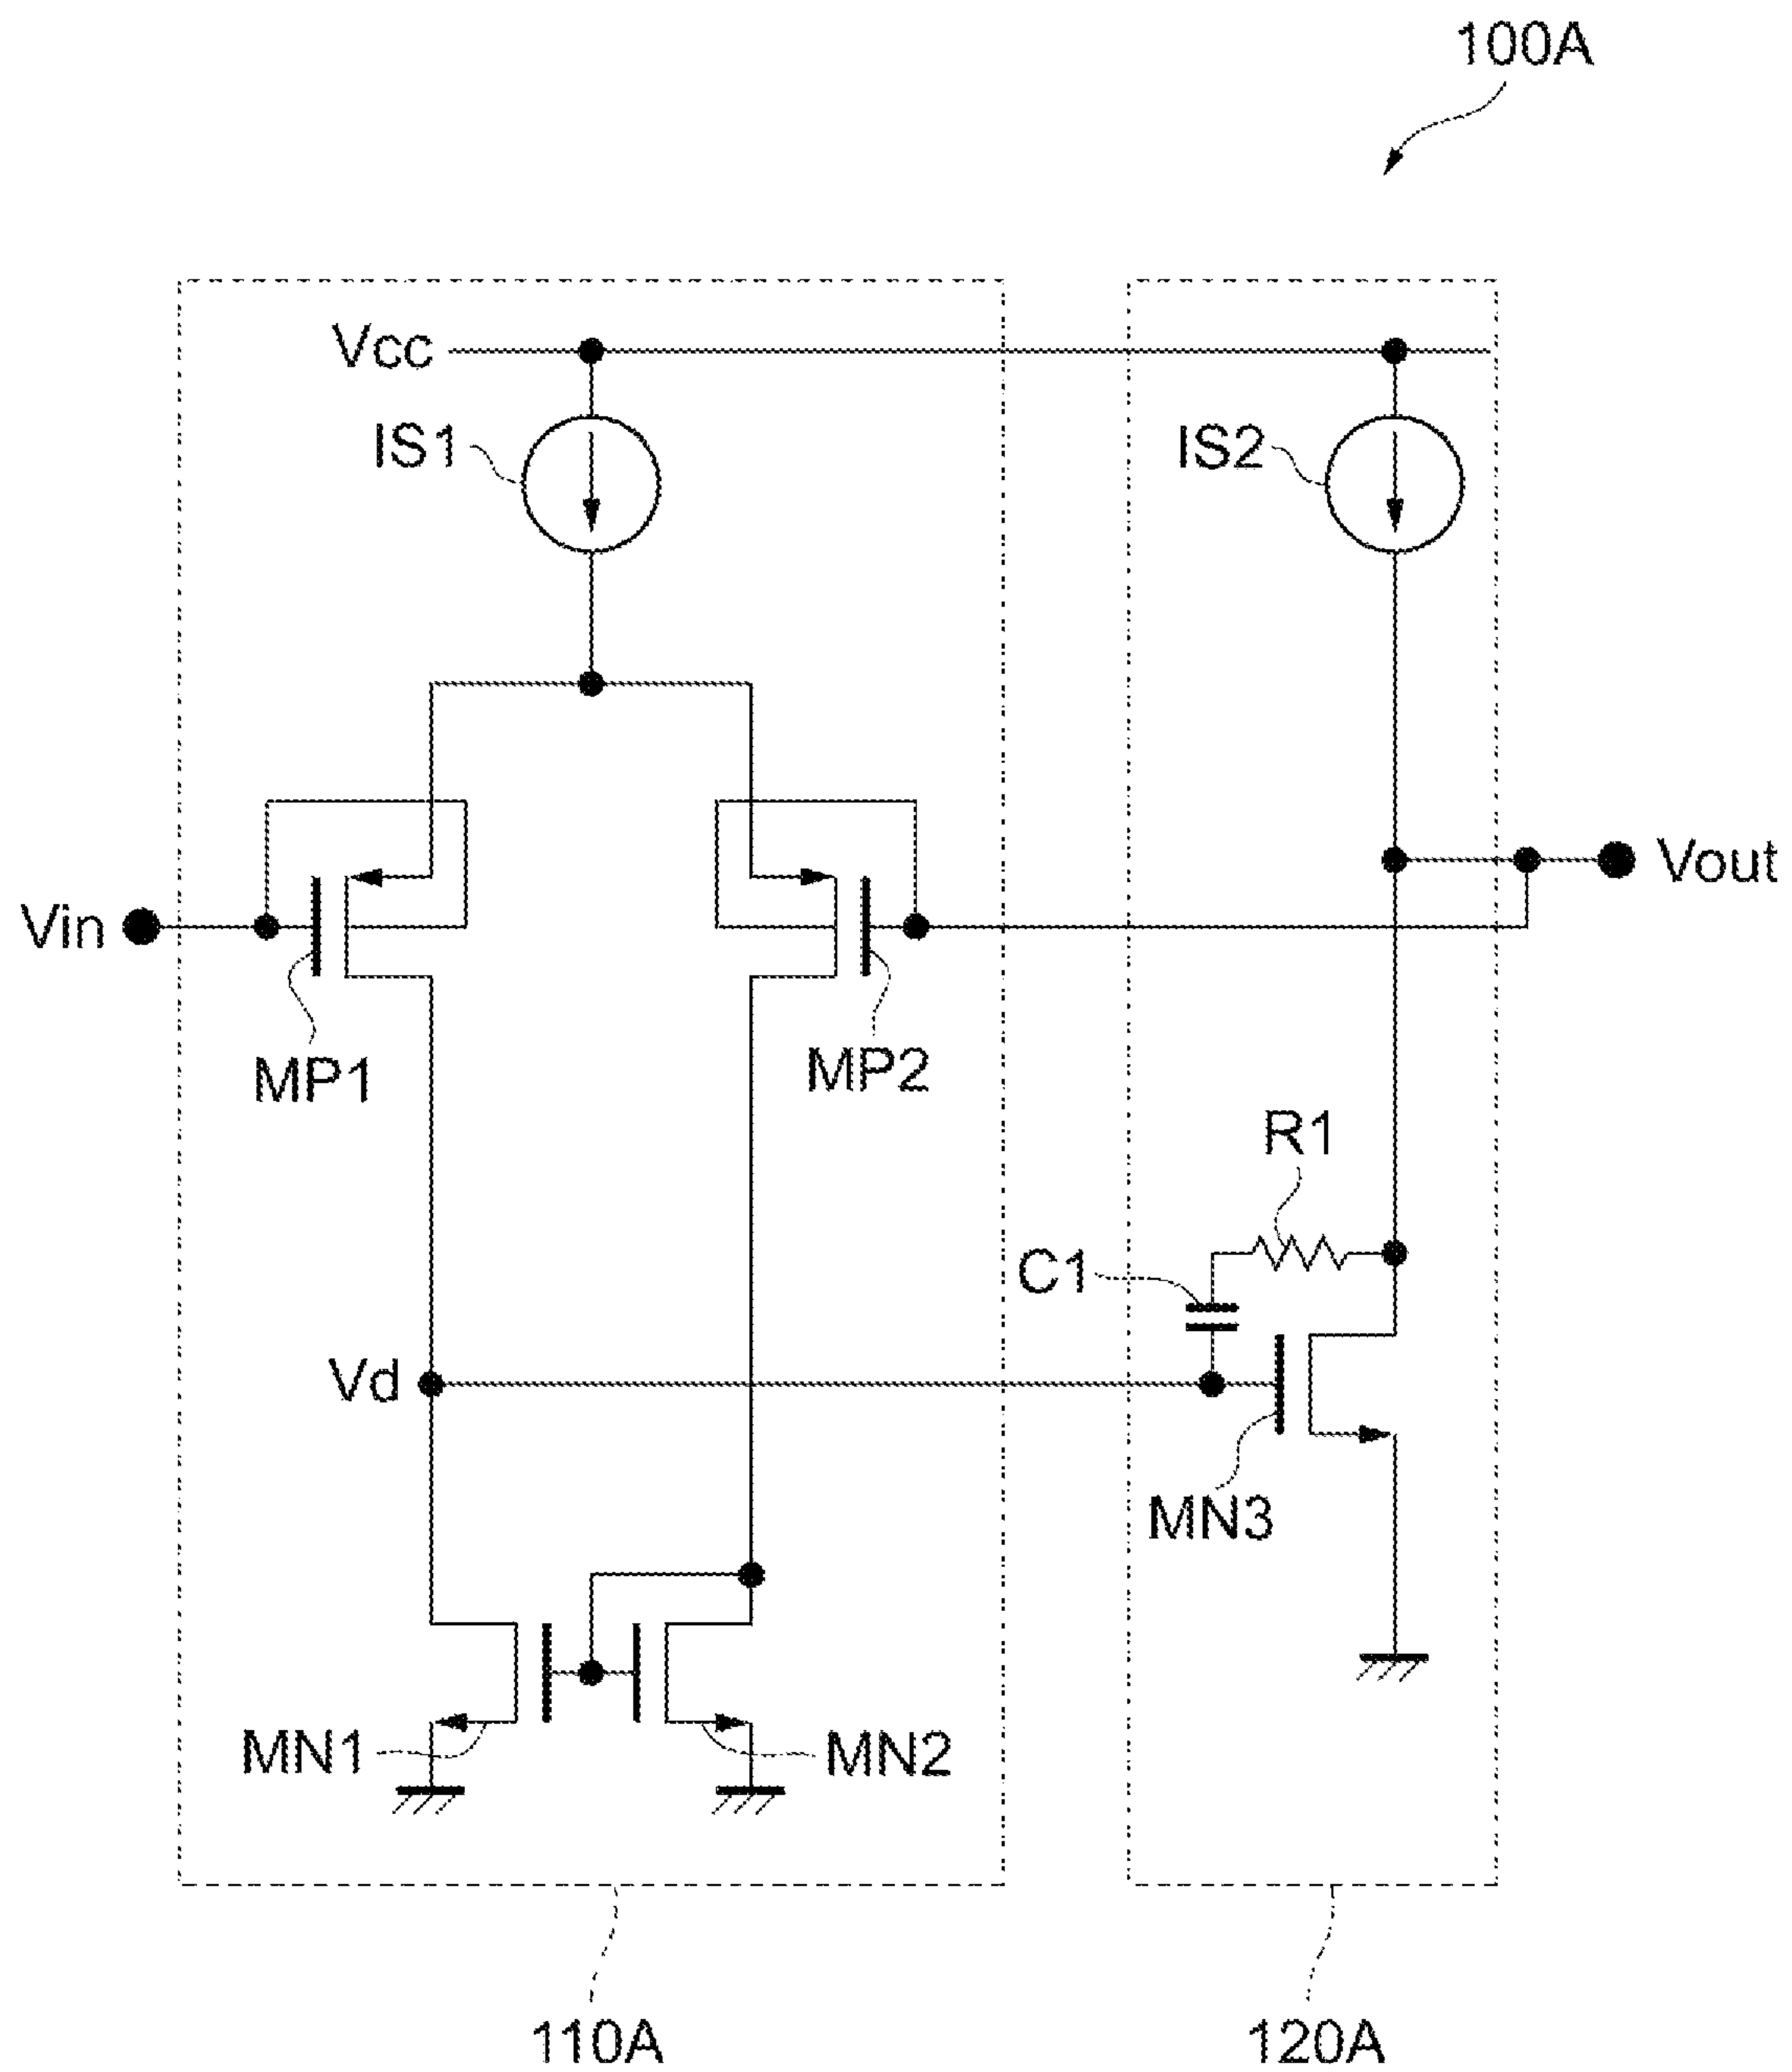 100A
Vcc
IS1
IS2
Vin
Vout
MP1
MP2
R1
C1
Vd
MN3
MN1
MN2
110A
120A